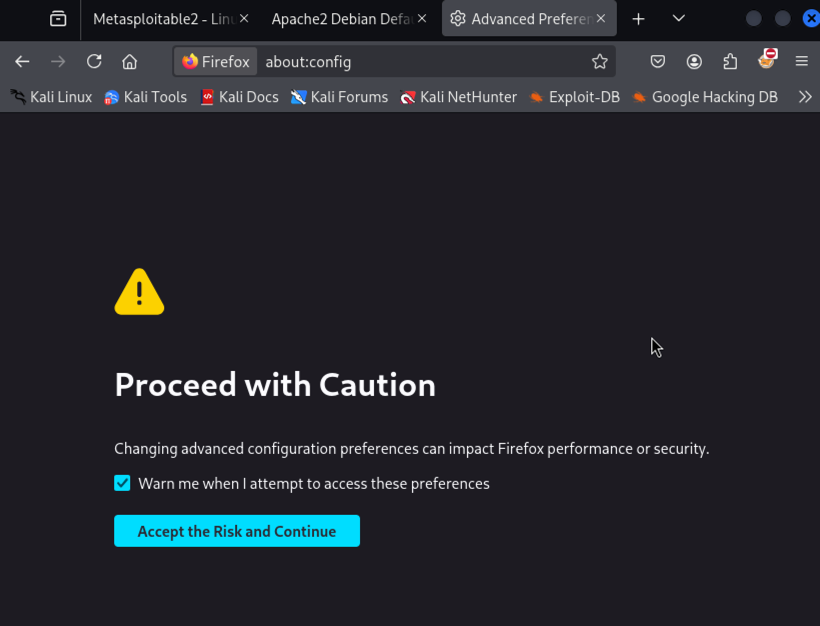 Metasploitable2 - Lin
Apache2 Debian Defa
Advanced Preferen
Firefox about:config
Kali Linux Kali Tools Kali Docs Kali Forums Kali NetHunter Exploit-DB Google Hacking DB
Proceed with Caution
Changing advanced configuration preferences can impact Firefox performance or security.
Warn me when I attempt to access these preferences
Accept the Risk and Continue